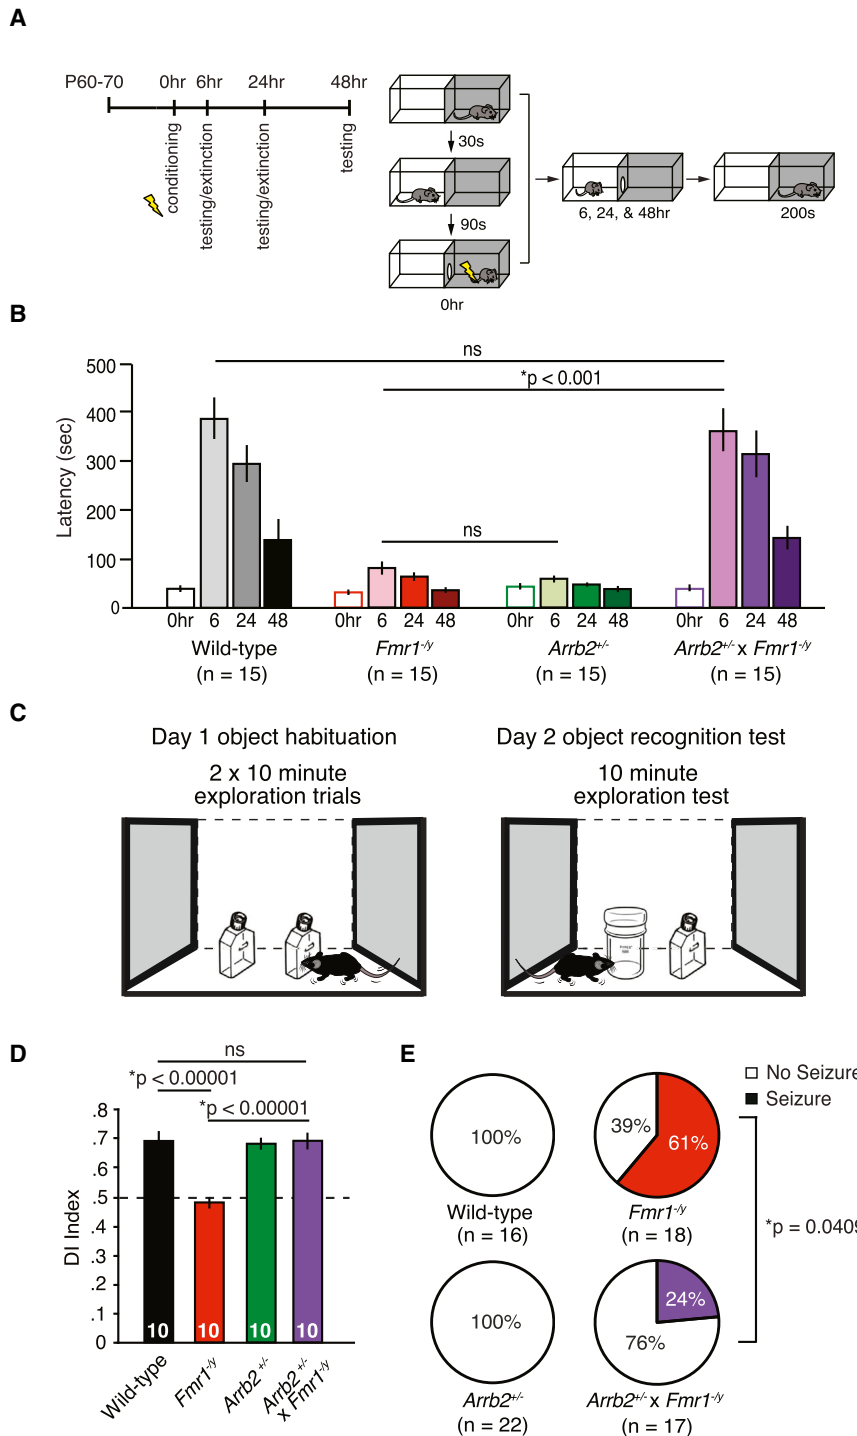 A
P60-70 0hr 6hr 24hr 48hr
conditioning
testing/extinction
testing/extinction
testing
30s
90s
0hr
6, 24, & 48hr
200s
B
ns
*p < 0.001
ns
Latency (sec)
500
400
300
200
100
0
0hr 6 24 48 0hr 6 24 48 0hr 6 24 48 0hr 6 24 48
Wild-type Fmr1-/y Arrb2+/- Arrb2+/- x Fmr1-/y
(n = 15) (n = 15) (n = 15) (n = 15)
C
Day 1 object habituation
2 x 10 minute
exploration trials
Day 2 object recognition test
10 minute
exploration test
D
ns
*p < 0.00001
*p < 0.00001
DI Index
.8
.7
.6
.5
.4
.3
.2
.1
0
10 10 10 10
Wild-type
Fmr1-/y
Arrb2+/-
Arrb2+/-
x Fmr1-/y
E
No Seizure
Seizure
100%
Wild-type
(n = 16)
39%
61%
Fmr1-/y
(n = 18)
*p = 0.0409
100%
Arrb2+/-
(n = 22)
24%
76%
Arrb2+/- x Fmr1-/y
(n = 17)